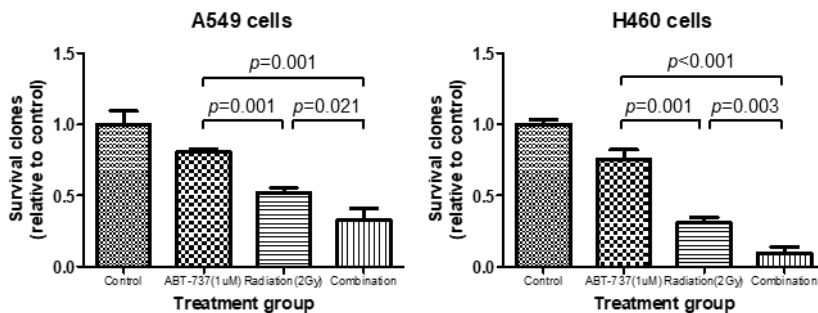 A549 cells
Survival clones
(relative to control)
1.5
1.0
0.5
0.0
p=0.001
p=0.001
p=0.021
Control
ABT-737(1uM)
Radiation(2Gy)
Combination
Treatment group
H460 cells
Survival clones
(relative to control)
1.5
1.0
0.5
0.0
p<0.001
p=0.001
p=0.003
Control
ABT-737(1uM)
Radiation(2Gy)
Combination
Treatment group